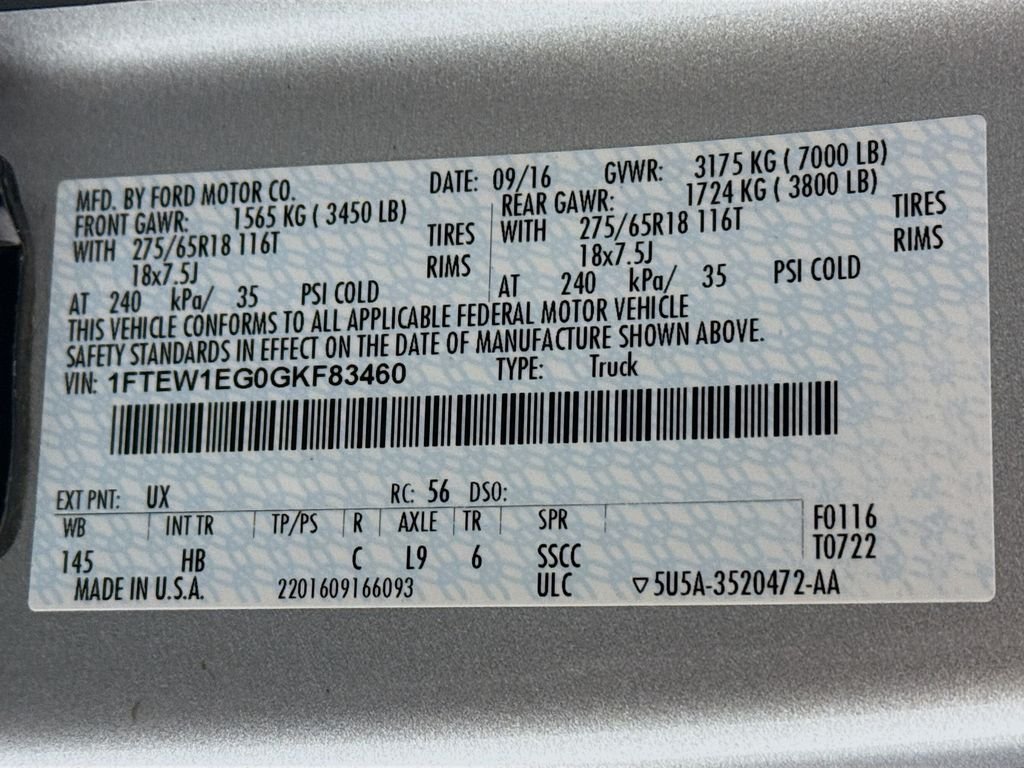 MFD. BY FORD MOTOR CO. DATE: 09/16 GVWR: 3175 KG ( 7000 LB)
FRONT GAWR: 1565 KG ( 3450 LB) REAR GAWR: 1724 KG ( 3800 LB)
WITH 275/65R18 116T TIRES WITH 275/65R18 116T TIRES
18x7.5J RIMS 18x7.5J RIMS
AT 240 kPa/ 35 PSI COLD AT 240 kPa/ 35 PSI COLD
THIS VEHICLE CONFORMS TO ALL APPLICABLE FEDERAL MOTOR VEHICLE
SAFETY STANDARDS IN EFFECT ON THE DATE OF MANUFACTURE SHOWN ABOVE.
VIN: 1FTEW1EG0GKF83460 TYPE: Truck
EXT PNT: UX RC: 56 DSO:
WB INT TR TP/PS R AXLE TR SPR F0116
145 HB C L9 6 SSCC T0722
MADE IN U.S.A. 2201609166093 ULC ▽5U5A-3520472-AA